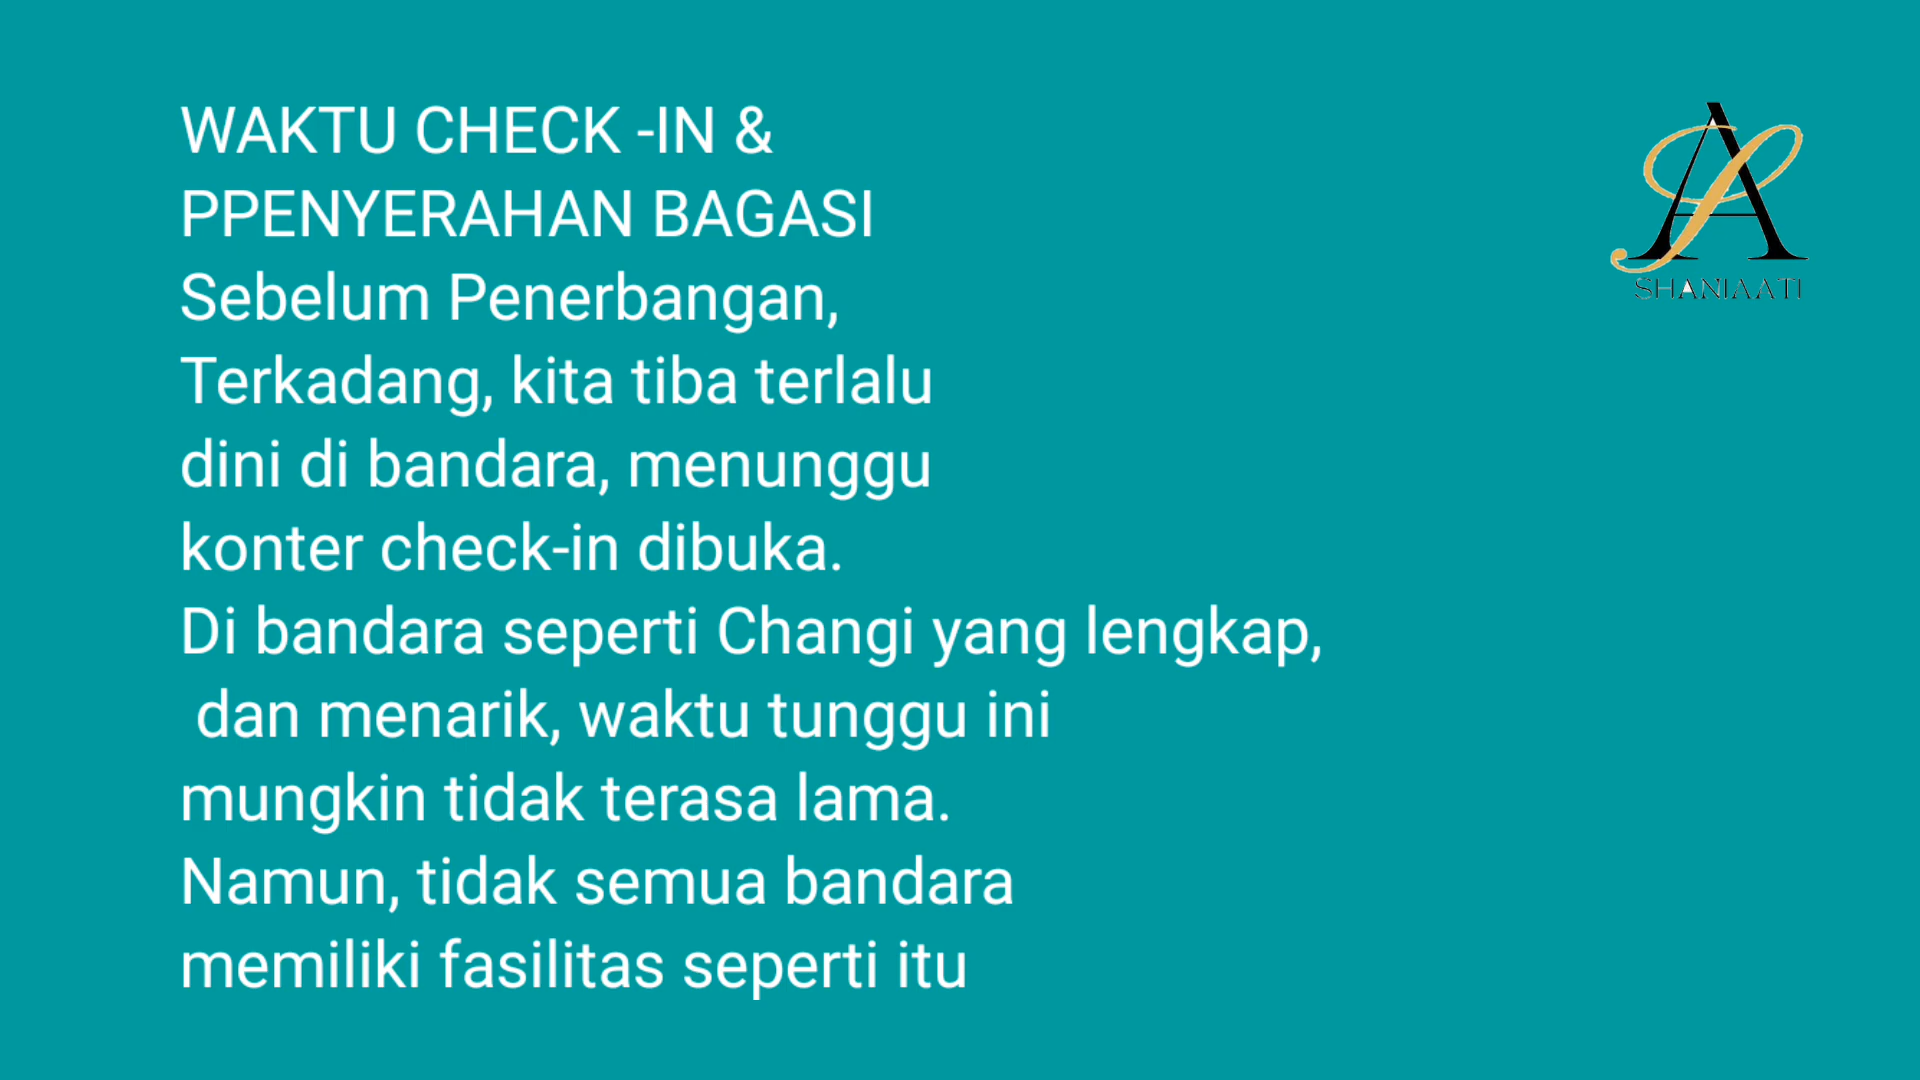 WAKTU CHECK -IN &
PPENYERAHAN BAGASI
Sebelum Penerbangan,
Terkadang, kita tiba terlalu
dini di bandara, menunggu
konter check-in dibuka.
Di bandara seperti Changi yang lengkap,
dan menarik, waktu tunggu ini
mungkin tidak terasa lama.
Namun, tidak semua bandara
memiliki fasilitas seperti itu
SHANIAATI